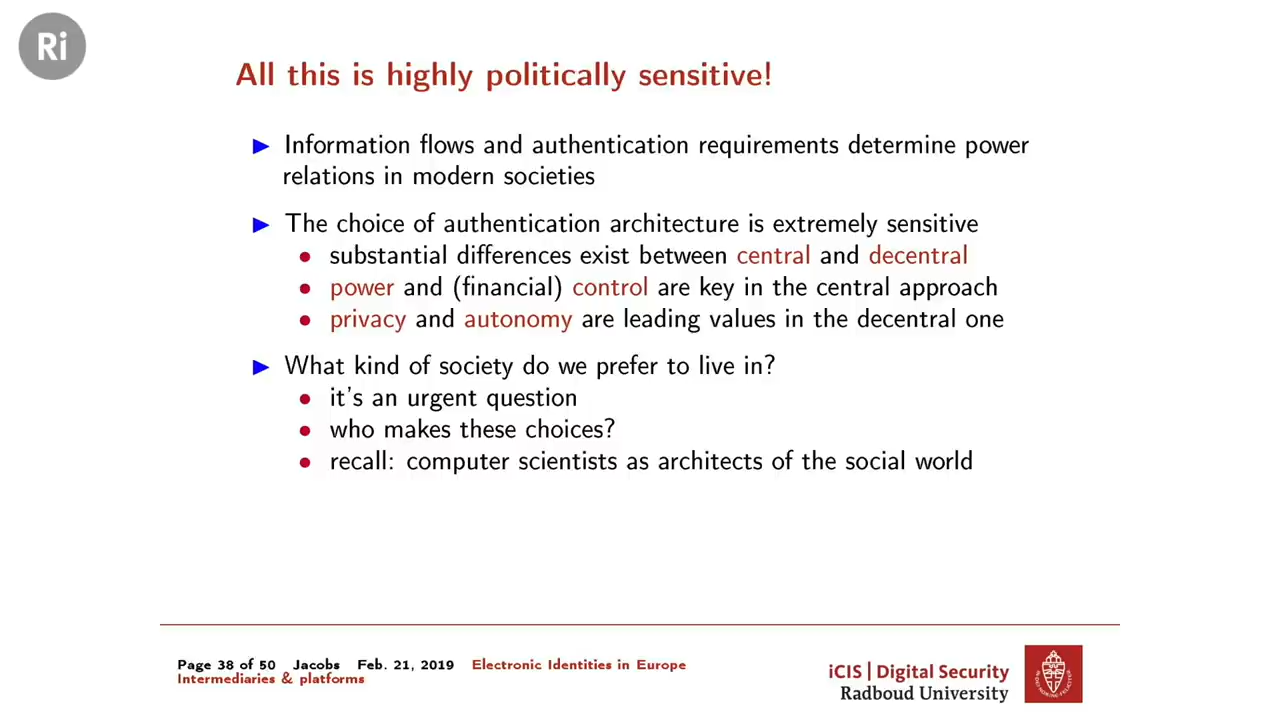 Ri
All this is highly politically sensitive!
▶ Information flows and authentication requirements determine power
relations in modern societies
▶ The choice of authentication architecture is extremely sensitive
• substantial differences exist between central and decentral
• power and (financial) control are key in the central approach
• privacy and autonomy are leading values in the decentral one
▶ What kind of society do we prefer to live in?
• it's an urgent question
• who makes these choices?
• recall: computer scientists as architects of the social world
Page 38 of 50 Jacobs Feb. 21, 2019 Electronic Identities in Europe
Intermediaries & platforms
iCIS | Digital Security
Radboud University